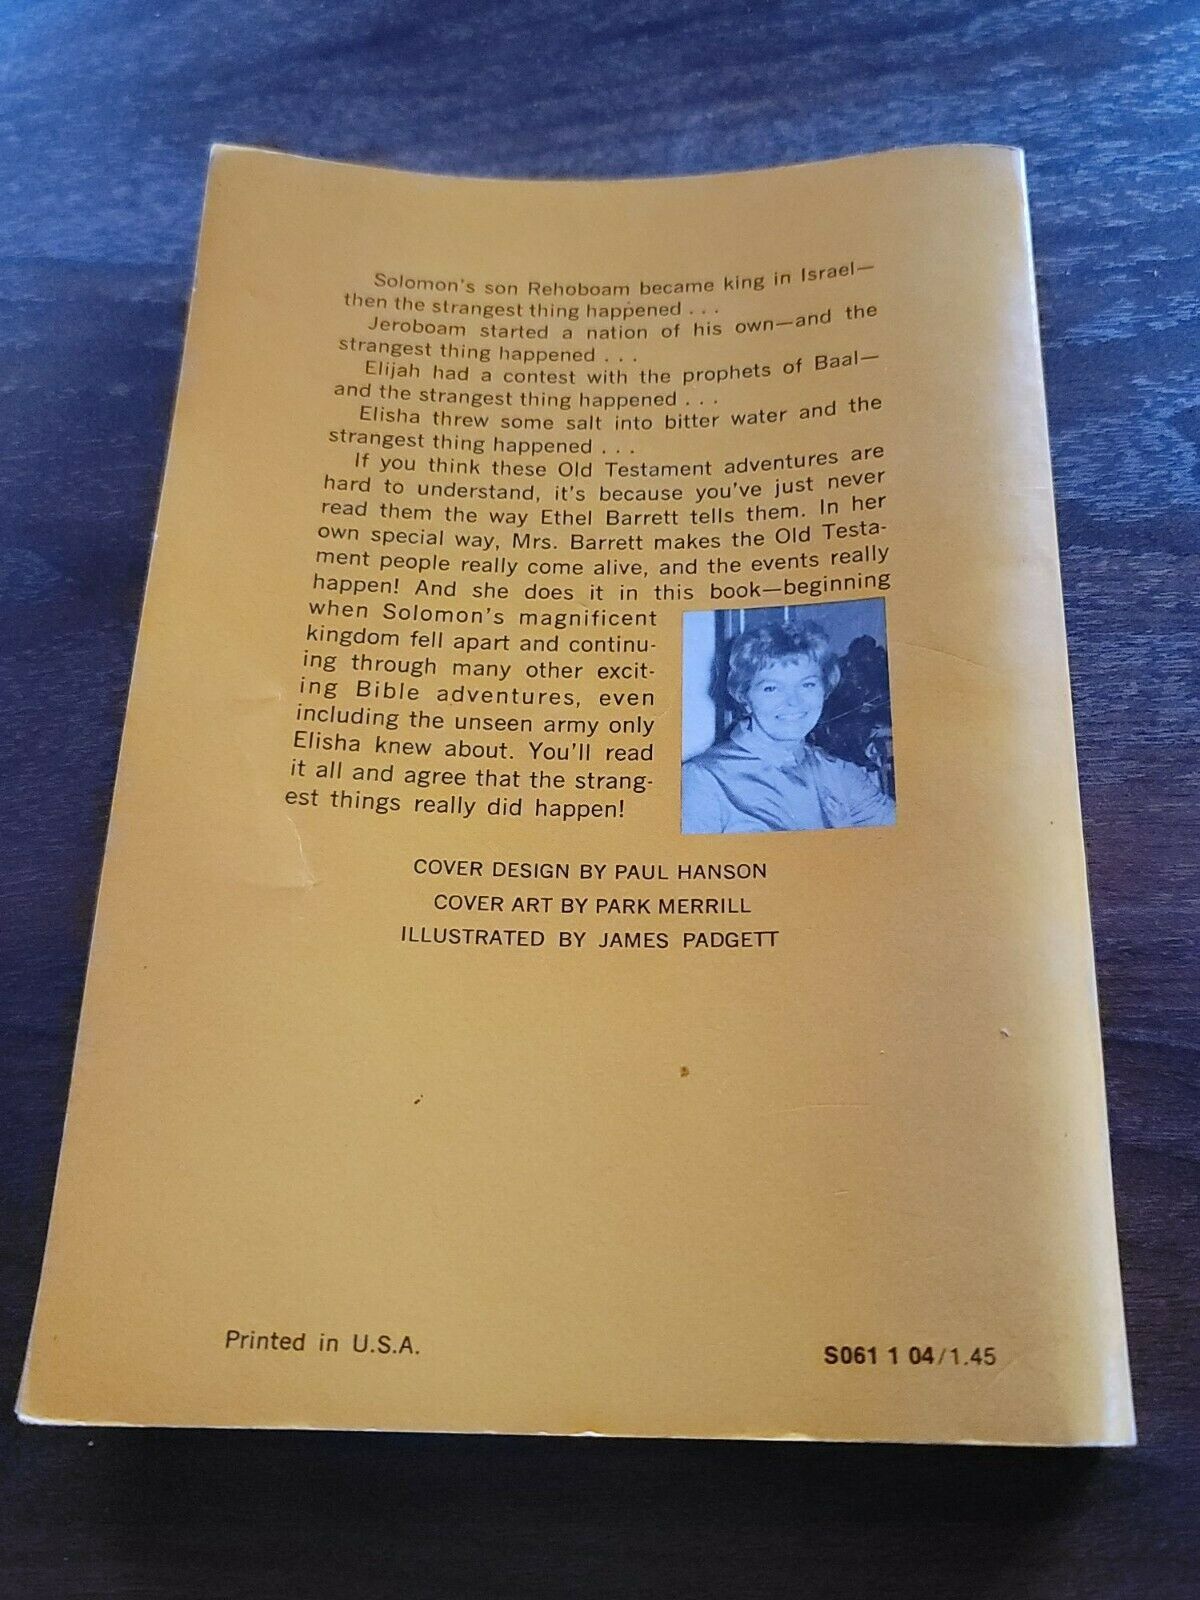 Solomon's son Rehoboam became king in Israel—
then the strangest thing happened . . .
Jeroboam started a nation of his own—and the
strangest thing happened . . .
Elijah had a contest with the prophets of Baal—
and the strangest thing happened . . .
Elisha threw some salt into bitter water and the
strangest thing happened . . .
If you think these Old Testament adventures are
hard to understand, it's because you've just never
read them the way Ethel Barrett tells them. In her
own special way, Mrs. Barrett makes the Old Testa-
ment people really come alive, and the events really
happen! And she does it in this book—beginning
when Solomon's magnificent
kingdom fell apart and continu-
ing through many other excit-
ing Bible adventures, even
including the unseen army only
Elisha knew about. You'll read
it all and agree that the strang-
est things really did happen!
COVER DESIGN BY PAUL HANSON
COVER ART BY PARK MERRILL
ILLUSTRATED BY JAMES PADGETT
Printed in U.S.A.
S061 1 04/1.45